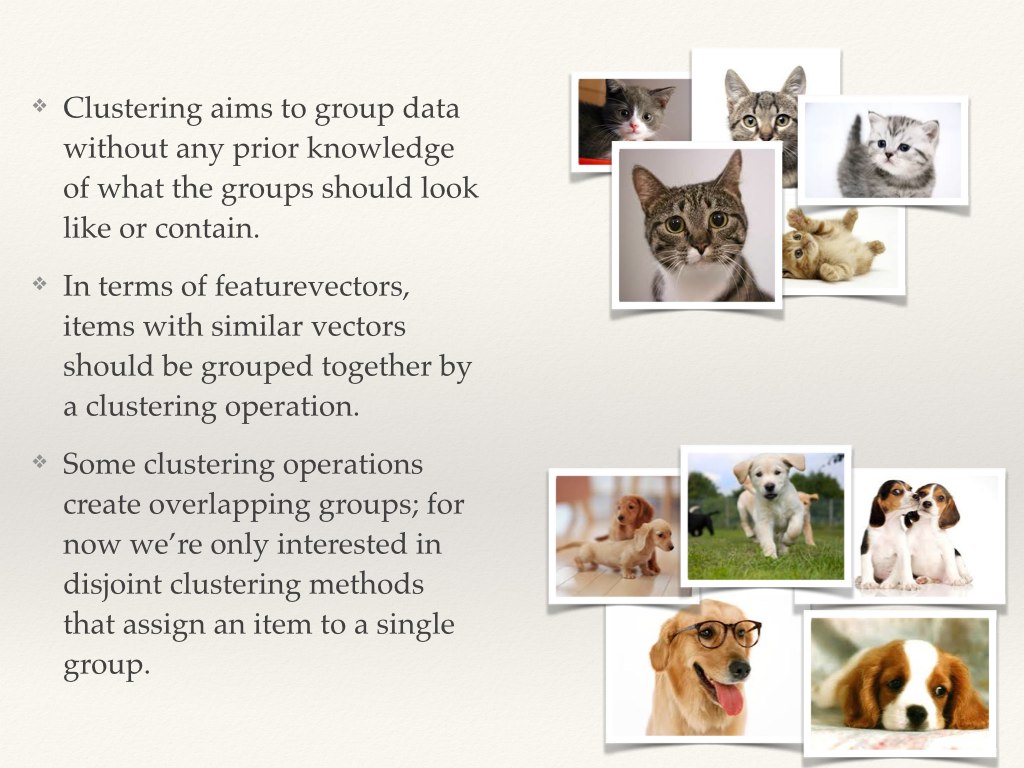 Clustering aims to group data
without any prior knowledge
of what the groups should look
like or contain.
In terms of featurevectors,
items with similar vectors
should be grouped together by
a clustering operation.
Some clustering operations
create overlapping groups; for
now we’re only interested in
disjoint clustering methods
that assign an item to a single
group.